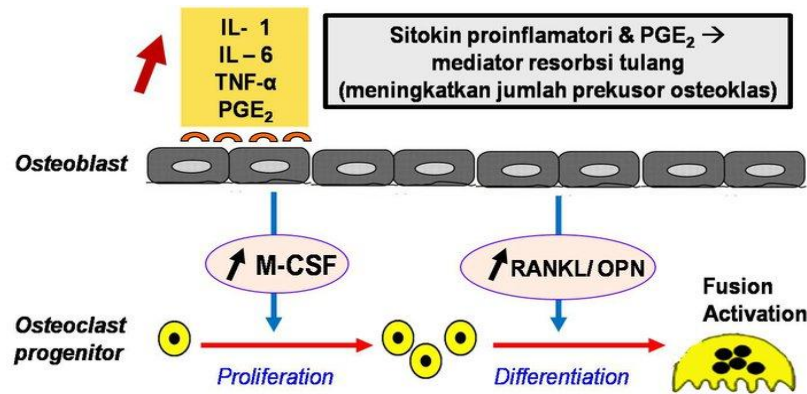 IL- 1
IL – 6
TNF-α
PGE₂
Sitokin proinflamatori & PGE₂ →
mediator resorbsi tulang
(meningkatkan jumlah prekusor osteoklas)
Osteoblast
M-CSF
RANKL/ OPN
Fusion
Activation
Osteoclast
progenitor
Proliferation
Differentiation